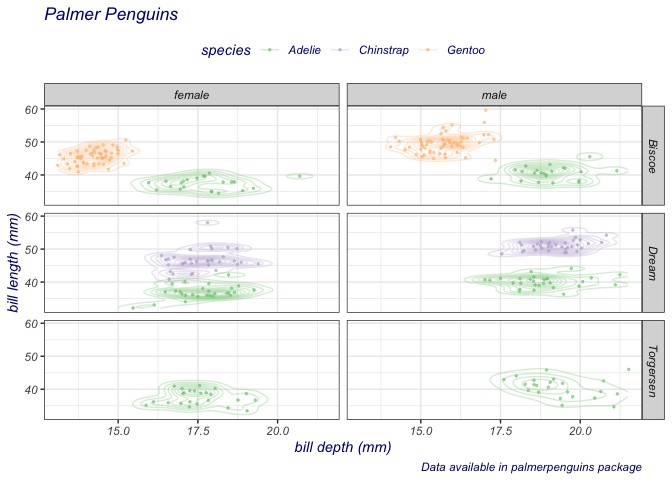 Palmer Penguins
species Adelie Chinstrap Gentoo
female male
60
50
40
Biscoe
60
50
40
Dream
60
50
40
Torgersen
bill length (mm)
15.0 17.5 20.0 15.0 17.5 20.0
bill depth (mm)
Data available in palmerpenguins package